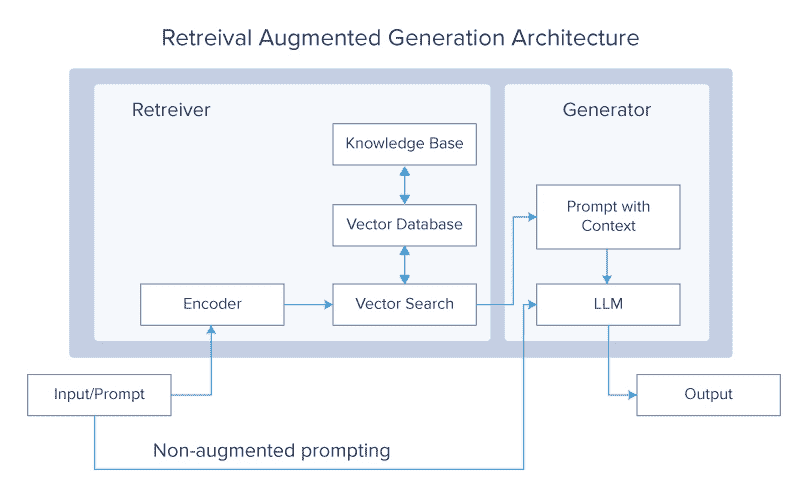 Retreival Augmented Generation Architecture
Retreiver
Generator
Knowledge Base
Vector Database
Prompt with
Context
Encoder
Vector Search
LLM
Input/Prompt
Output
Non-augmented prompting